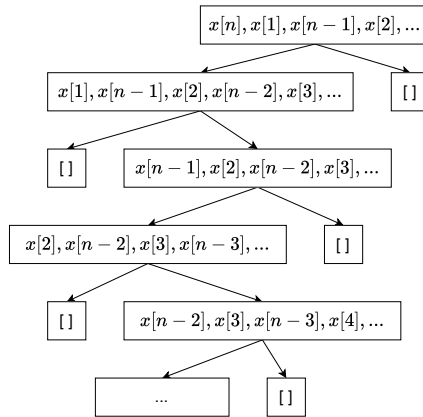 x[n], x[1], x[n − 1], x[2], ...
x[1], x[n − 1], x[2], x[n − 2], x[3], ...
[ ]
[ ]
x[n − 1], x[2], x[n − 2], x[3], ...
x[2], x[n − 2], x[3], x[n − 3], ...
[ ]
[ ]
x[n − 2], x[3], x[n − 3], x[4], ...
...
[ ]